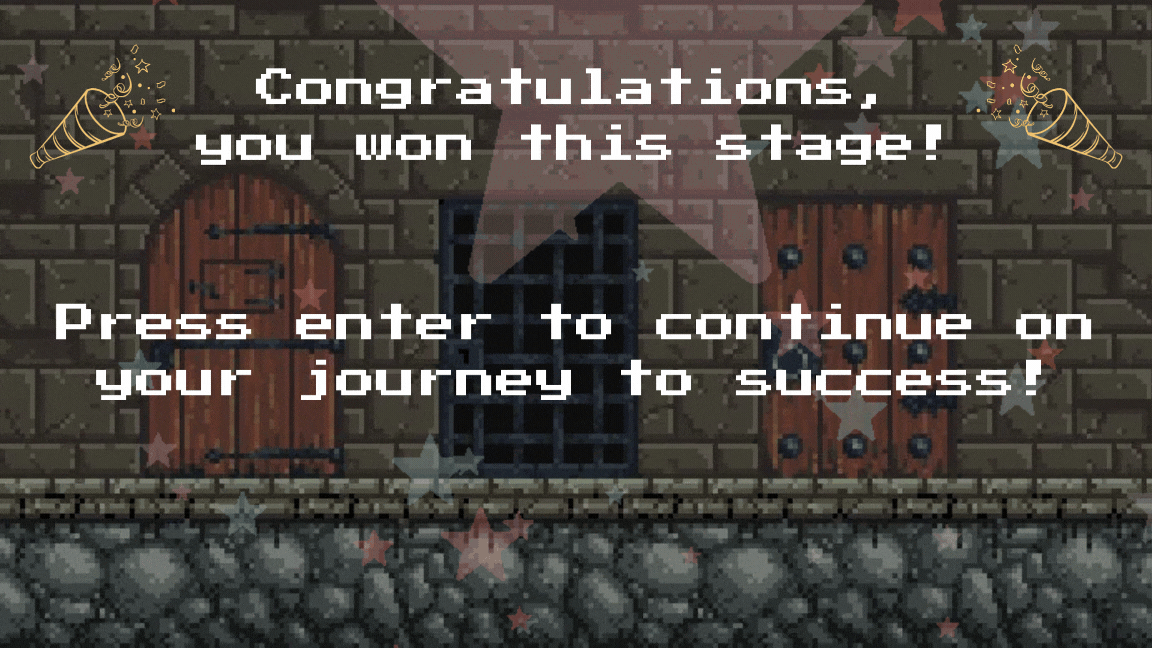 Congratulations,
you won this stage!
Press enter to continue on
your journey to success!